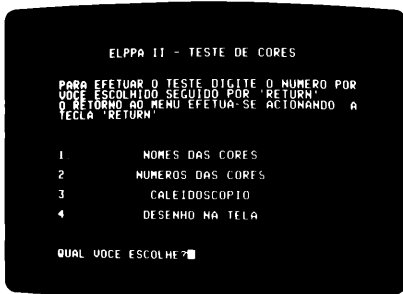 ELPPA II - TESTE DE CORES
PARA EFETUAR O TESTE DIGITE O NUMERO POR
VOCE ESCOLHIDO SEGUIDO POR 'RETURN'
O RETORNO AO MENU EFETUA-SE ACIONANDO A
TECLA 'RETURN'
1 NOMES DAS CORES
2 NUMEROS DAS CORES
3 CALEIDOSCOPIO
4 DESENHO NA TELA
QUAL VOCE ESCOLHE?